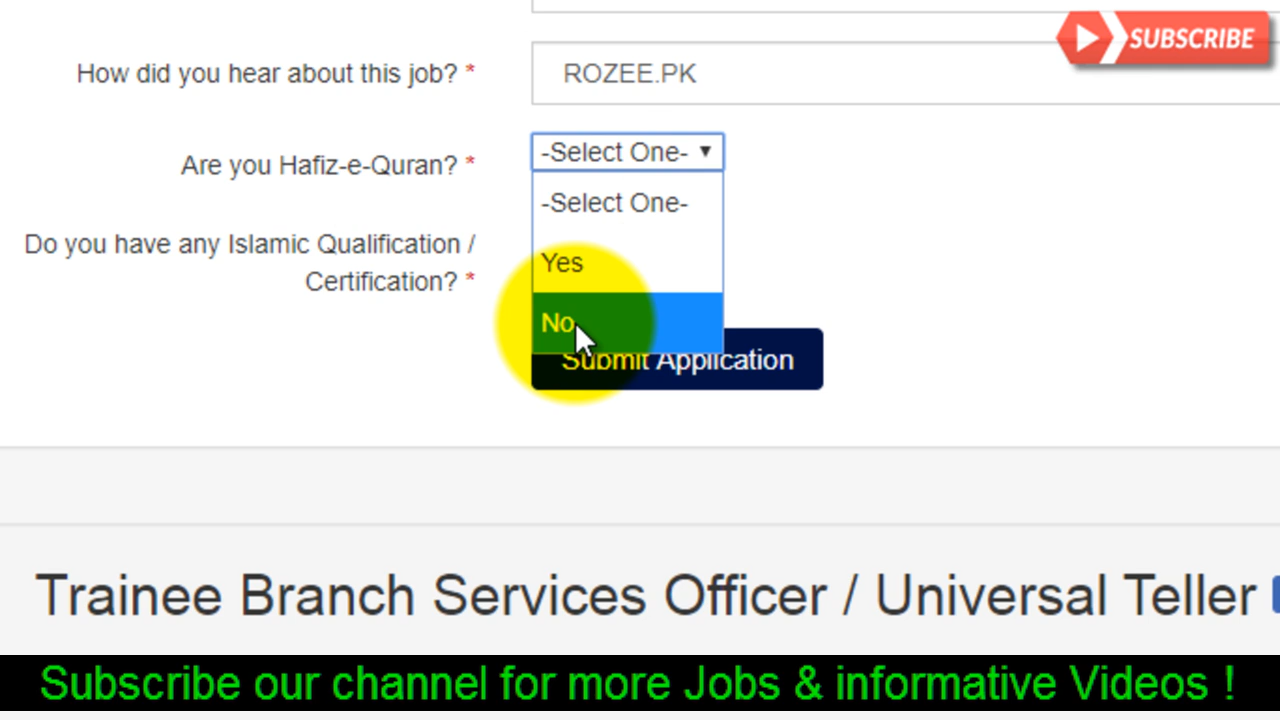 SUBSCRIBE
How did you hear about this job? *
ROZEE.PK
Are you Hafiz-e-Quran? *
-Select One-
-Select One-
Yes
No
Do you have any Islamic Qualification /
Certification? *
Submit Application
Trainee Branch Services Officer / Universal Teller
Subscribe our channel for more Jobs & informative Videos !